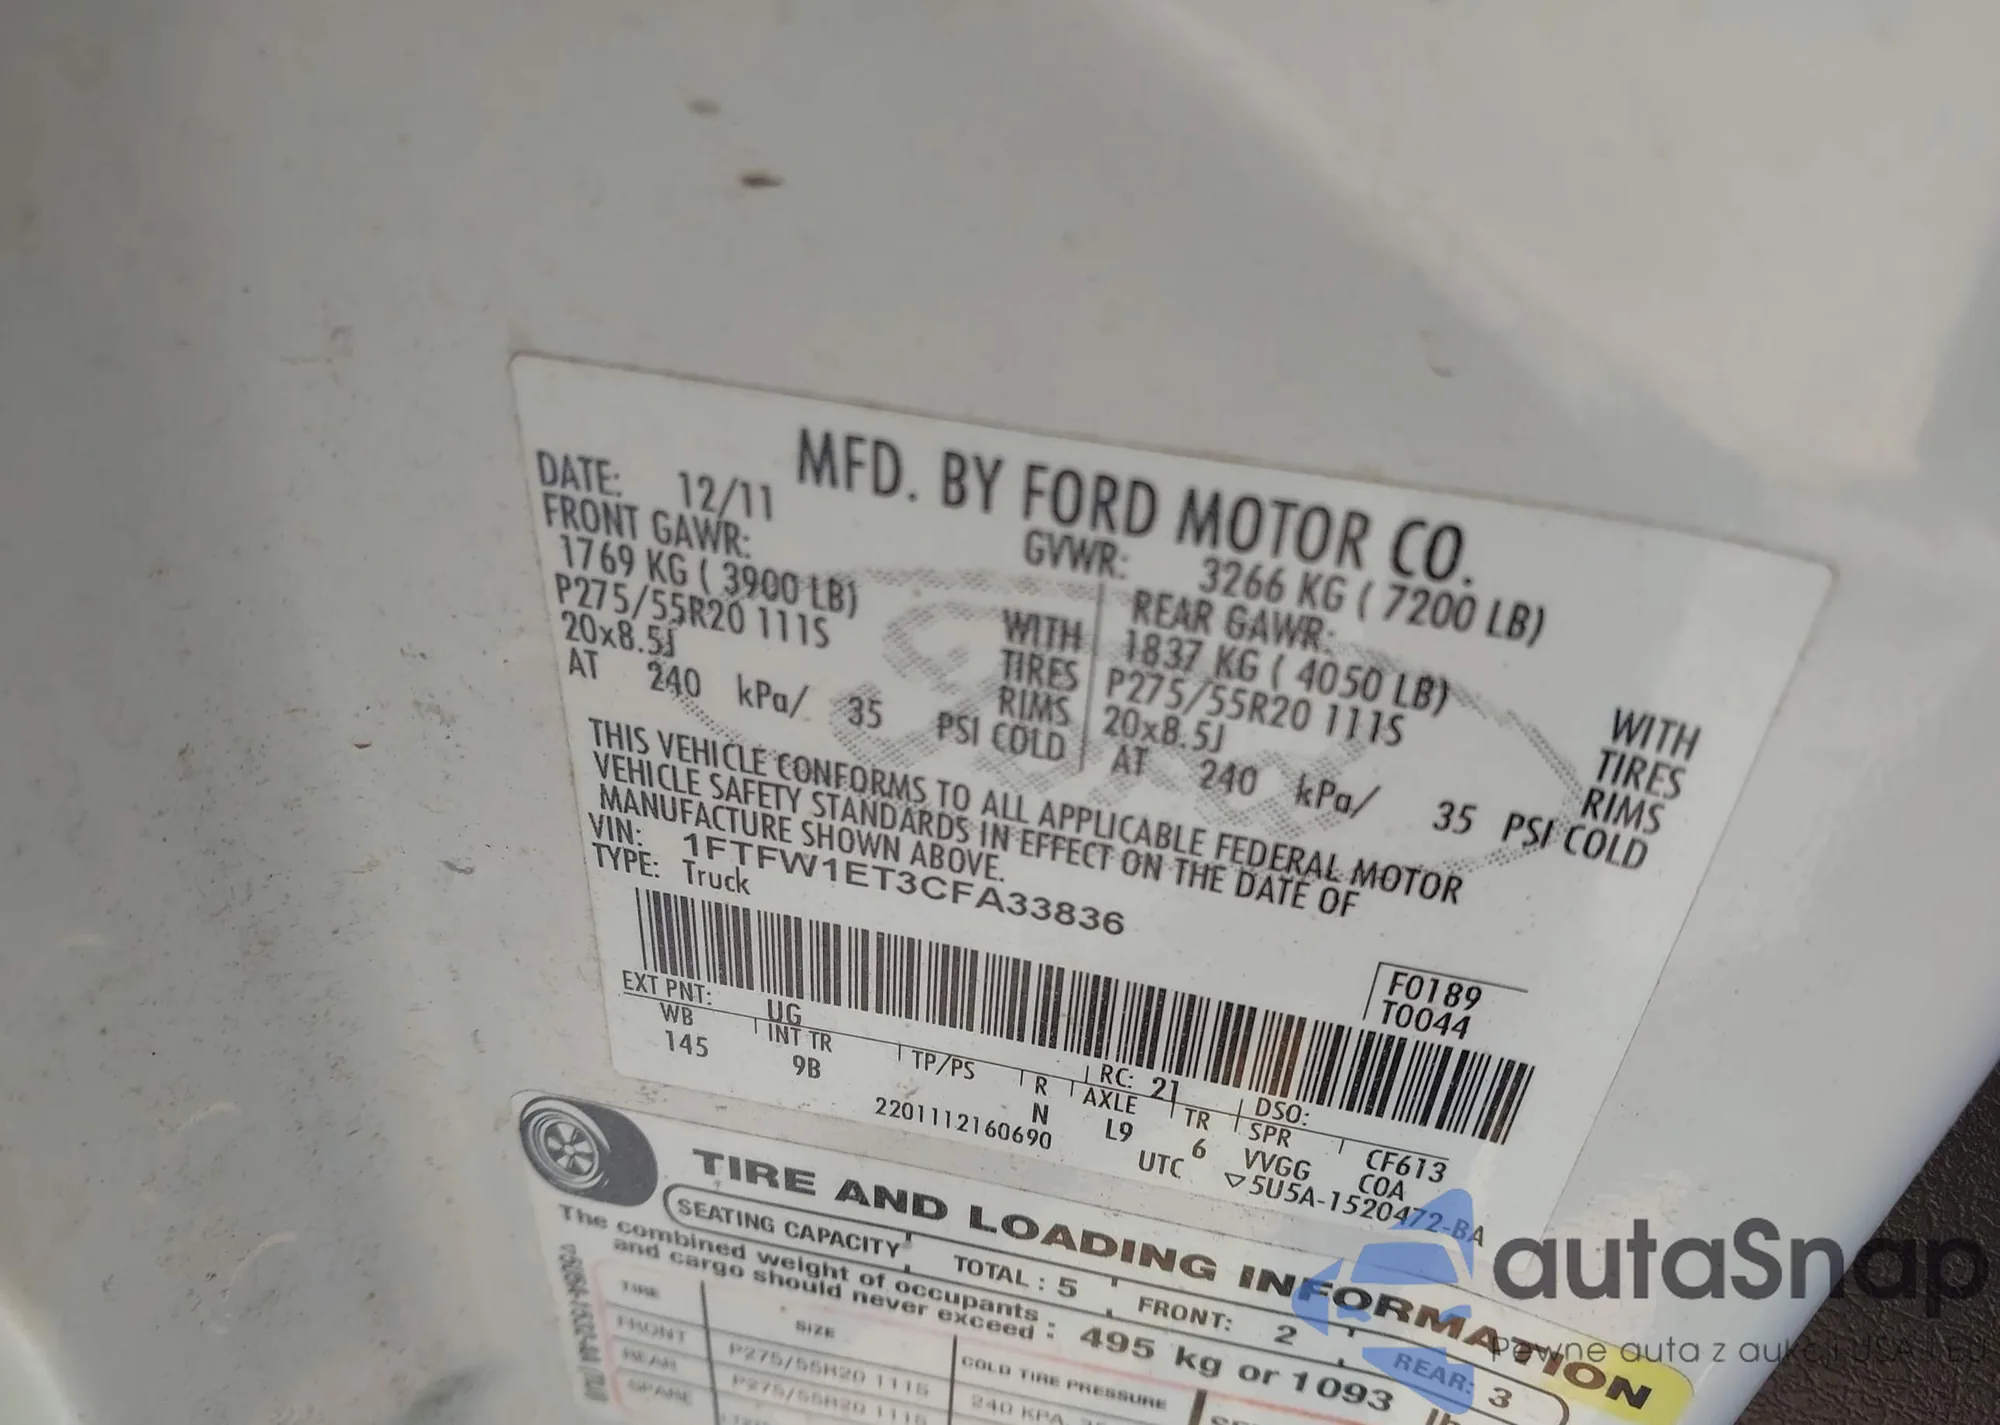 MFD. BY FORD MOTOR CO.
DATE: 12/11
GVWR: 3266 KG ( 7200 LB)
FRONT GAWR:
REAR GAWR:
1769 KG ( 3900 LB) WITH
1837 KG ( 4050 LB) WITH
P275/55R20 111S TIRES
P275/55R20 111S TIRES
20x8.5J RIMS
20x8.5J RIMS
AT 240 kPa/ 35 PSI COLD
AT 240 kPa/ 35 PSI COLD
THIS VEHICLE CONFORMS TO ALL APPLICABLE FEDERAL MOTOR
VEHICLE SAFETY STANDARDS IN EFFECT ON THE DATE OF
MANUFACTURE SHOWN ABOVE.
VIN: 1FTFW1ET3CFA33836
TYPE: Truck
F0189
T0044
EXT PNT: UG RC: 21 DSO:
WB INT TR TP/PS R AXLE TR SPR CF613
145 9B N L9 6 VVGG COA
2201112160690 UTC ▽5U5A-1520472-BA
TIRE AND LOADING INFORMATION
SEATING CAPACITY TOTAL : 5 FRONT: 2 REAR: 3
The combined weight of occupants
and cargo should never exceed : 495 kg or 1093
TIRE SIZE COLD TIRE PRESSURE
FRONT P275/55R20 111S 240 KPA
REAR P275/55R20 111S
SPARE
autaSnap
Pewne auta z aukcji USA i EU